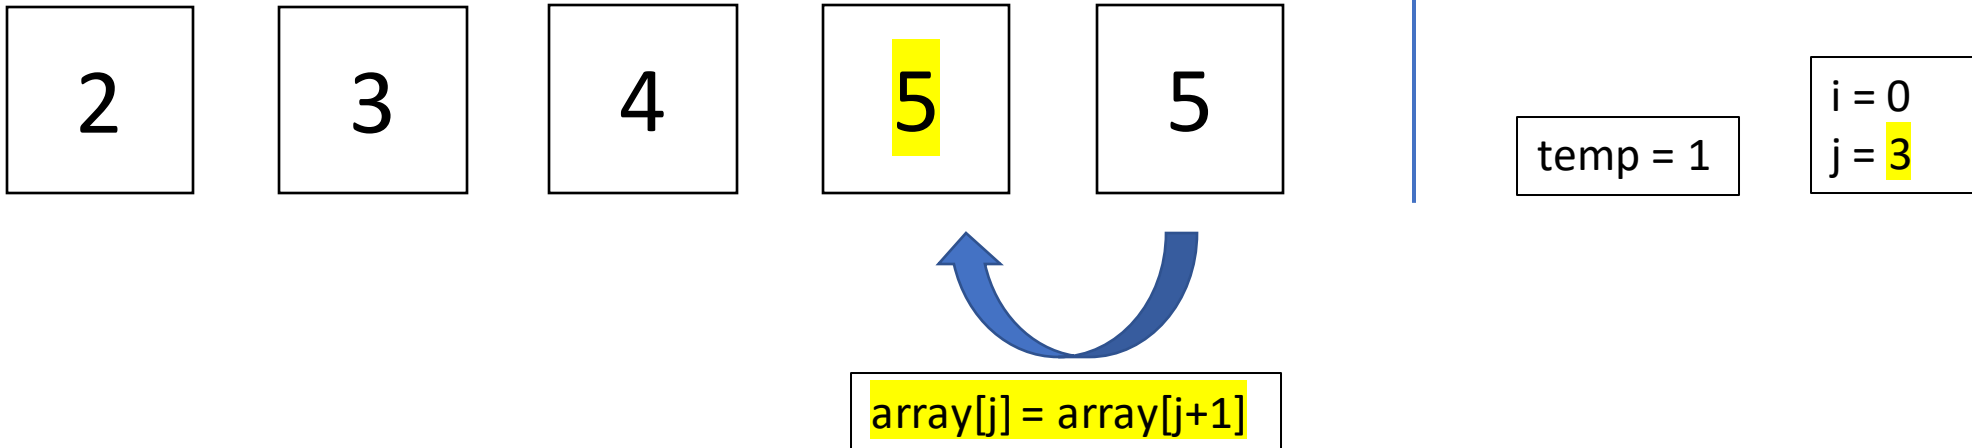 2 3 4 5 5
temp = 1
i = 0
j = 3
array[j] = array[j+1]